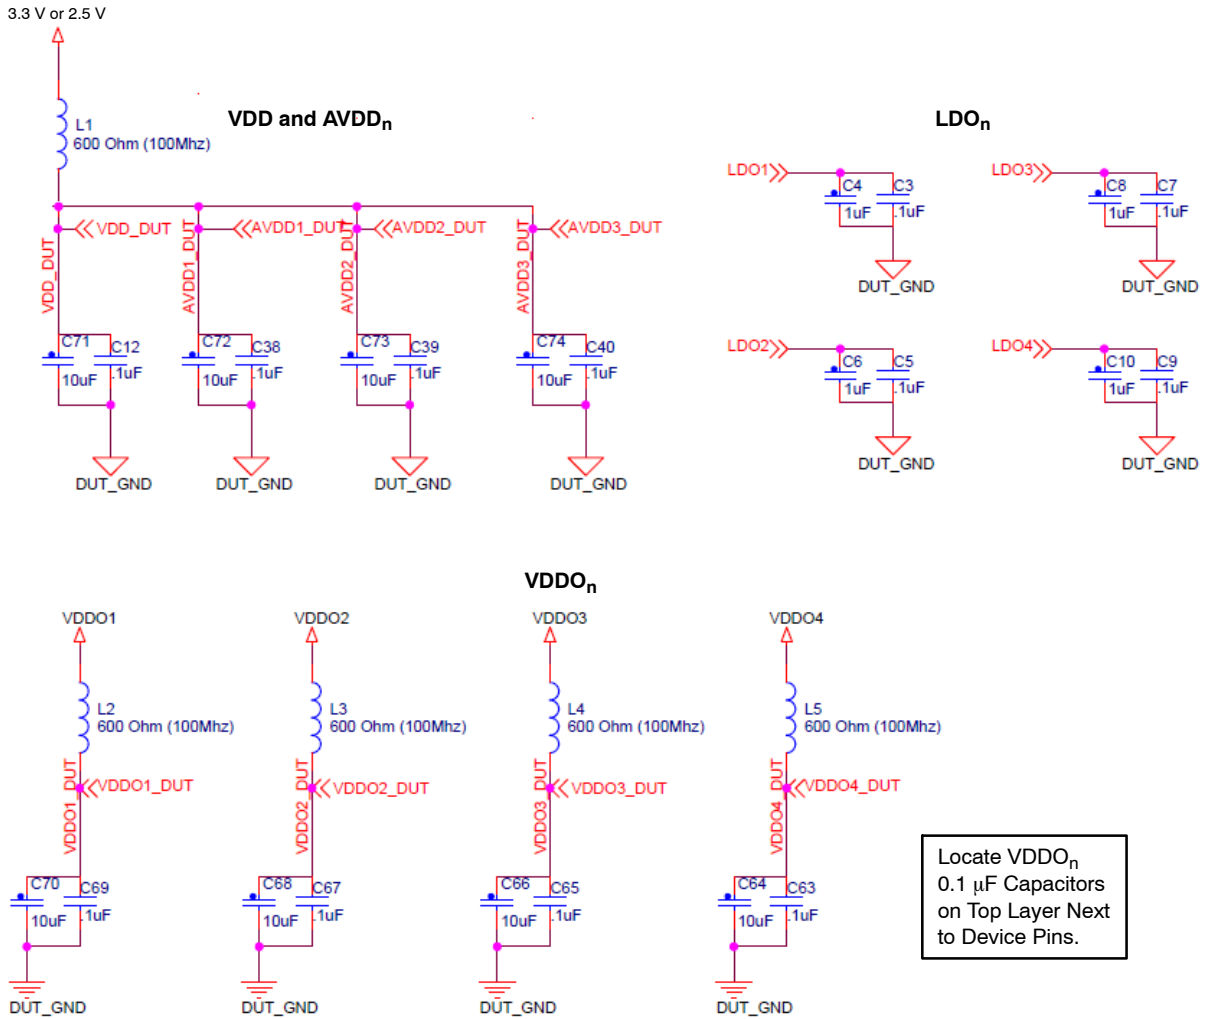 3.3 V or 2.5 V
L1
600 Ohm (100Mhz)
VDD and AVDDn
VDD_DUT
AVDD1_DUT
AVDD2_DUT
AVDD3_DUT
VDD_DUT
AVDD1_DUT
AVDD2_DUT
AVDD3_DUT
C71
C12
10uF
.1uF
C72
C38
10uF
.1uF
C73
C39
10uF
.1uF
C74
C40
10uF
.1uF
DUT_GND
DUT_GND
DUT_GND
DUT_GND
LDOn
LDO1
C4
C3
1uF
.1uF
DUT_GND
LDO3
C8
C7
1uF
.1uF
DUT_GND
LDO2
C6
C5
1uF
.1uF
DUT_GND
LDO4
C10
C9
1uF
.1uF
DUT_GND
VDDOn
VDDO1
L2
600 Ohm (100Mhz)
VDDO1_DUT
VDDO1_DUT
C70
C69
10uF
.1uF
DUT_GND
VDDO2
L3
600 Ohm (100Mhz)
VDDO2_DUT
VDDO2_DUT
C68
C67
10uF
.1uF
DUT_GND
VDDO3
L4
600 Ohm (100Mhz)
VDDO3_DUT
VDDO3_DUT
C66
C65
10uF
.1uF
DUT_GND
VDDO4
L5
600 Ohm (100Mhz)
VDDO4_DUT
VDDO4_DUT
C64
C63
10uF
.1uF
DUT_GND
Locate VDDOn
0.1 μF Capacitors
on Top Layer Next
to Device Pins.